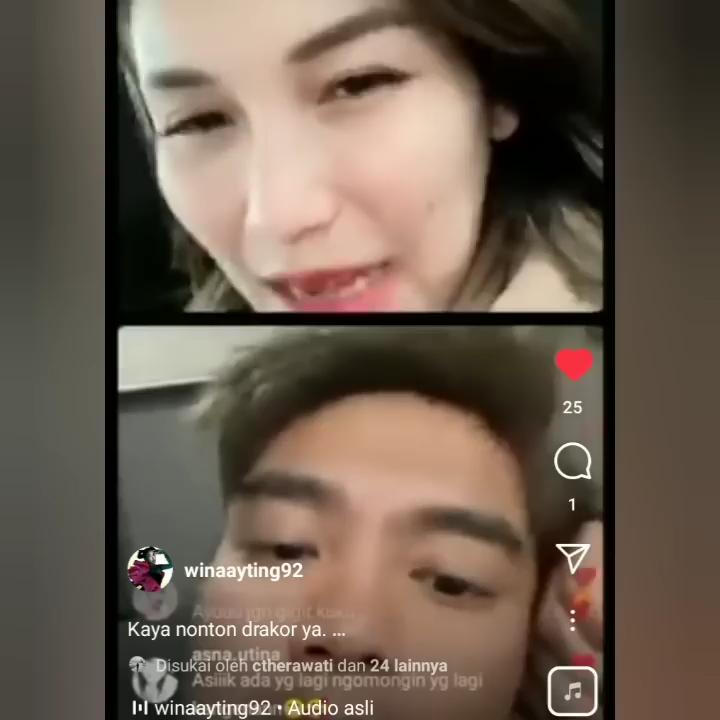 25
1
winaayting92
Kaya nonton drakor ya. ...
asna.utina
Disukai oleh ctherawati dan 24 lainnya
Asiiik ada yg lagi ngomongin yg lagi
winaayting92 • Audio asli